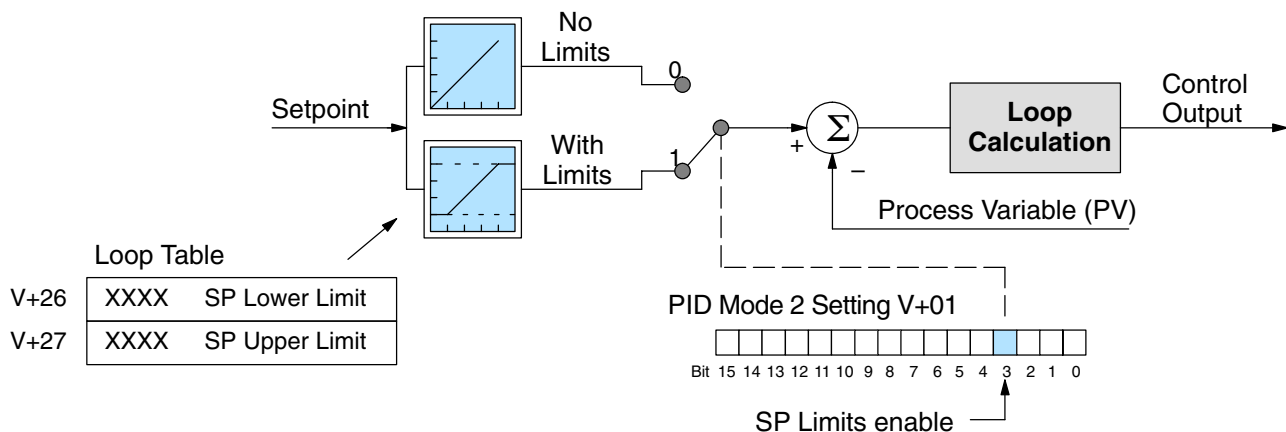 No
Limits
0
Setpoint
With
Limits
1
+
Σ
−
Loop
Calculation
Control
Output
Process Variable (PV)
Loop Table
V+26 XXXX SP Lower Limit
V+27 XXXX SP Upper Limit
PID Mode 2 Setting V+01
Bit 15 14 13 12 11 10 9 8 7 6 5 4 3 2 1 0
SP Limits enable